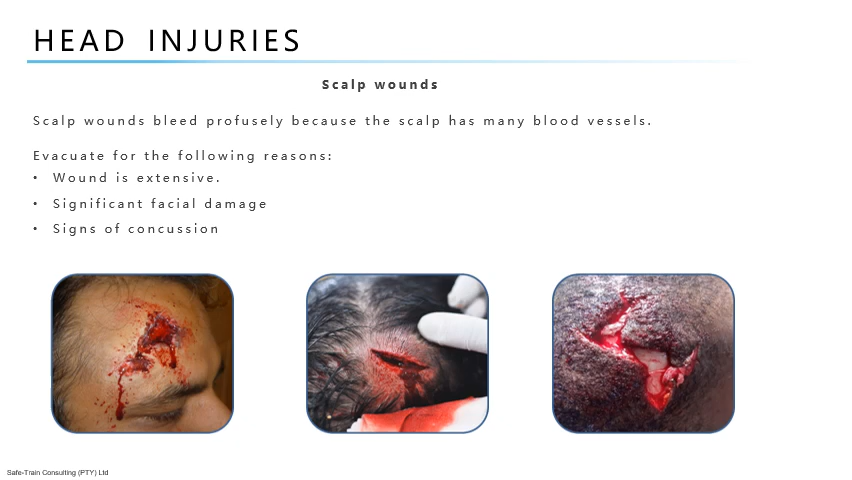 HEAD INJURIES
Scalp wounds
Scalp wounds bleed profusely because the scalp has many blood vessels.
Evacuate for the following reasons:
• Wound is extensive.
• Significant facial damage
• Signs of concussion
Safe-Train Consulting (PTY) Ltd